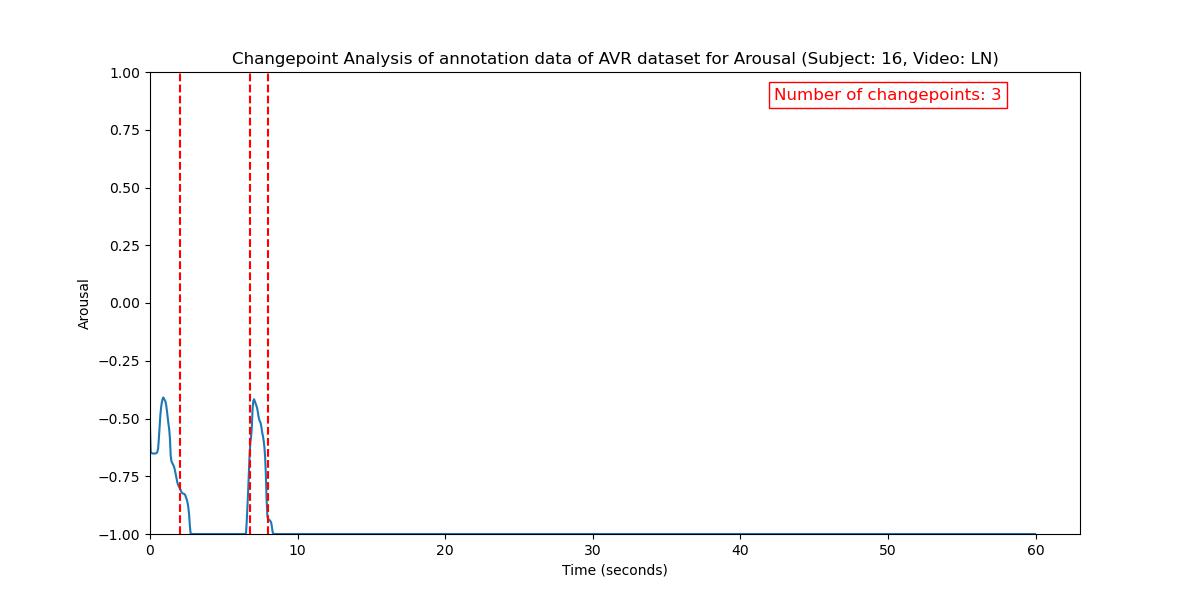 Changepoint Analysis of annotation data of AVR dataset for Arousal (Subject: 16, Video: LN)
Number of changepoints: 3
1.00
0.75
0.50
0.25
0.00
−0.25
−0.50
−0.75
−1.00
Arousal
0 10 20 30 40 50 60
Time (seconds)